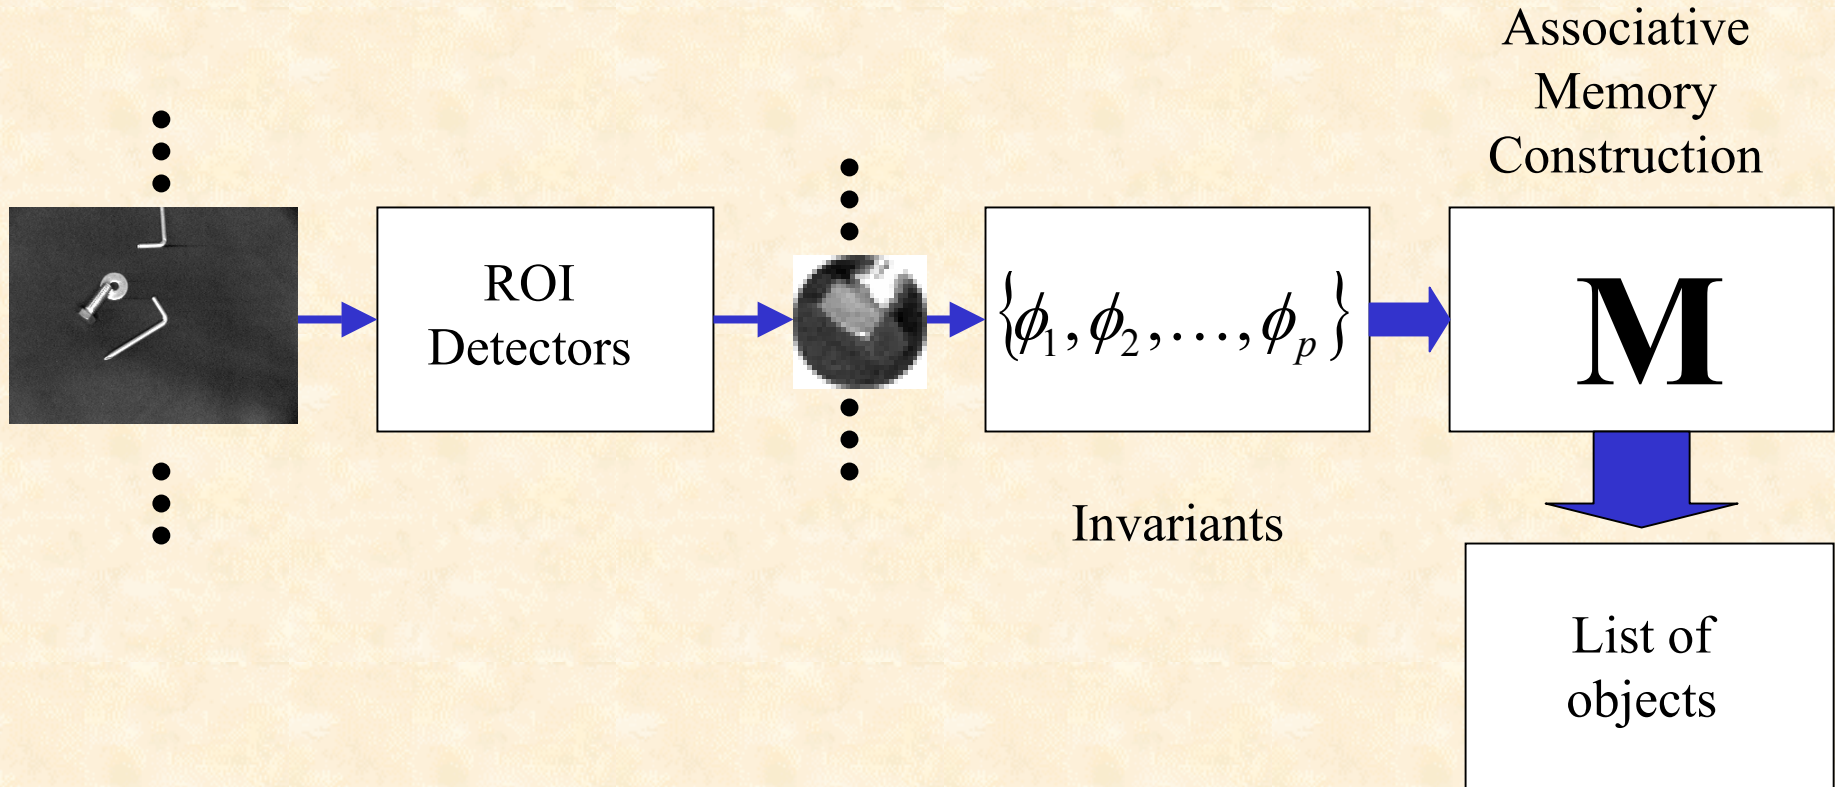 Associative
Memory
Construction
ROI
Detectors
{ϕ₁, ϕ₂, …, ϕₚ}
M
Invariants
List of
objects